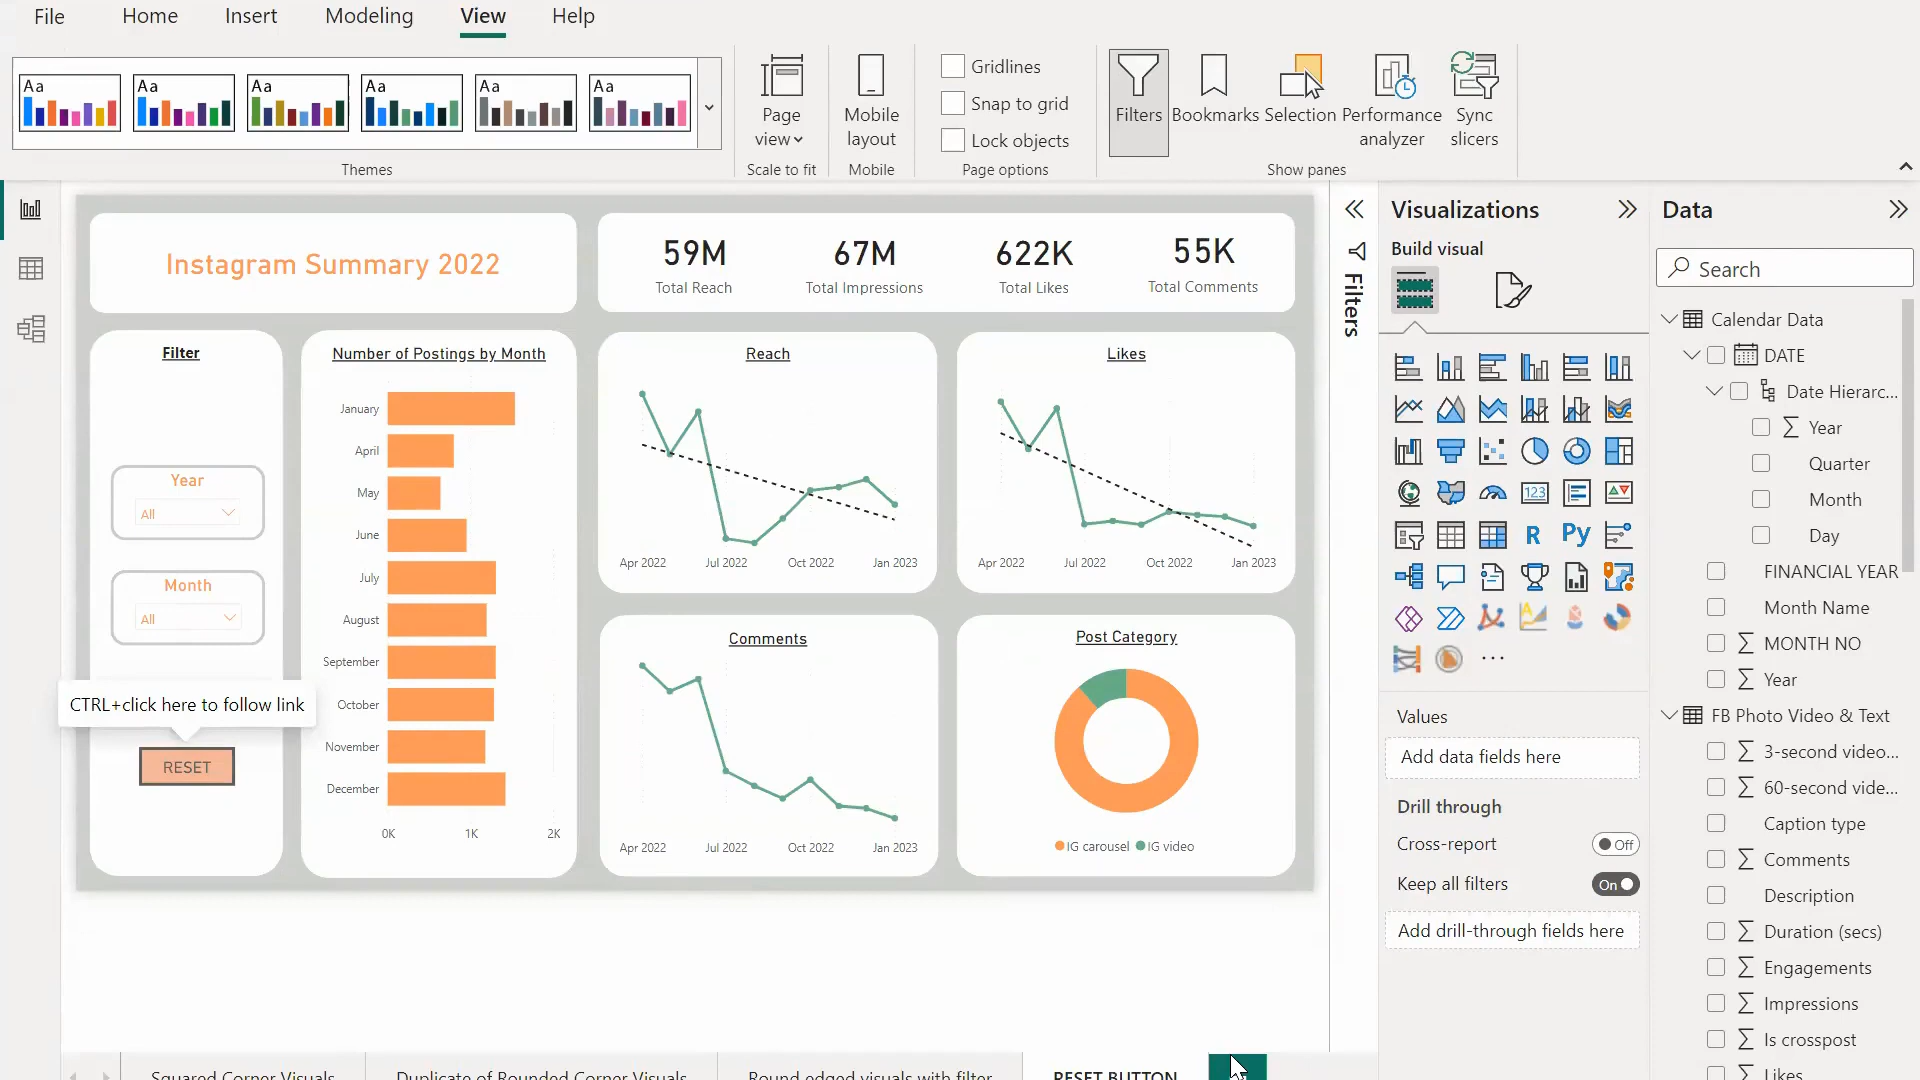 File Home Insert Modeling View Help
Aa Aa Aa Aa Aa Aa
Themes
Page view
Scale to fit
Mobile layout
Mobile
Gridlines
Snap to grid
Lock objects
Page options
Filters
Bookmarks
Selection
Performance analyzer
Sync slicers
Show panes
Instagram Summary 2022
59M
Total Reach
67M
Total Impressions
622K
Total Likes
55K
Total Comments
Filter
Year
All
Month
All
CTRL+click here to follow link
RESET
Number of Postings by Month
January
April
May
June
July
August
September
October
November
December
0K 1K 2K
Reach
Apr 2022 Jul 2022 Oct 2022 Jan 2023
Likes
Apr 2022 Jul 2022 Oct 2022 Jan 2023
Comments
Apr 2022 Jul 2022 Oct 2022 Jan 2023
Post Category
IG carousel IG video
Filters
Visualizations
Build visual
123
R Py
Values
Add data fields here
Drill through
Cross-report Off
Keep all filters On
Add drill-through fields here
Data
Search
Calendar Data
DATE
Date Hierarc...
Year
Quarter
Month
Day
FINANCIAL YEAR
Month Name
MONTH NO
Year
FB Photo Video & Text
3-second video...
60-second vide...
Caption type
Comments
Description
Duration (secs)
Engagements
Impressions
Is crosspost
Likes
Squared Corner Visuals
Duplicate of Rounded Corner Visuals
Round edged visuals with filter
RESET BUTTON